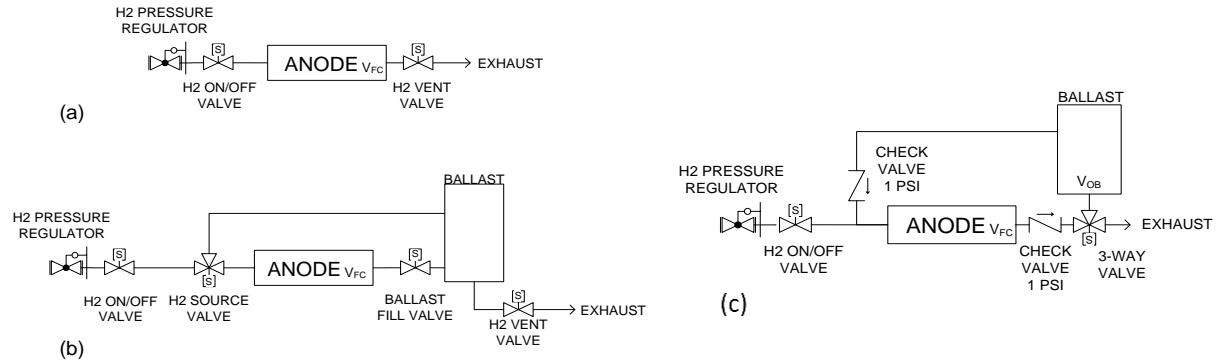 H2 PRESSURE
REGULATOR
[S]
[S]
ANODE VFC
EXHAUST
H2 ON/OFF
VALVE
H2 VENT
VALVE
(a)
BALLAST
H2 PRESSURE
REGULATOR
[S]
ANODE VFC
[S]
[S]
H2 ON/OFF
VALVE
H2 SOURCE
VALVE
BALLAST
FILL VALVE
[S]
EXHAUST
H2 VENT
VALVE
(b)
BALLAST
CHECK
VALVE
1 PSI
VOB
H2 PRESSURE
REGULATOR
[S]
ANODE VFC
EXHAUST
[S]
H2 ON/OFF
VALVE
CHECK
VALVE
1 PSI
3-WAY
VALVE
(c)